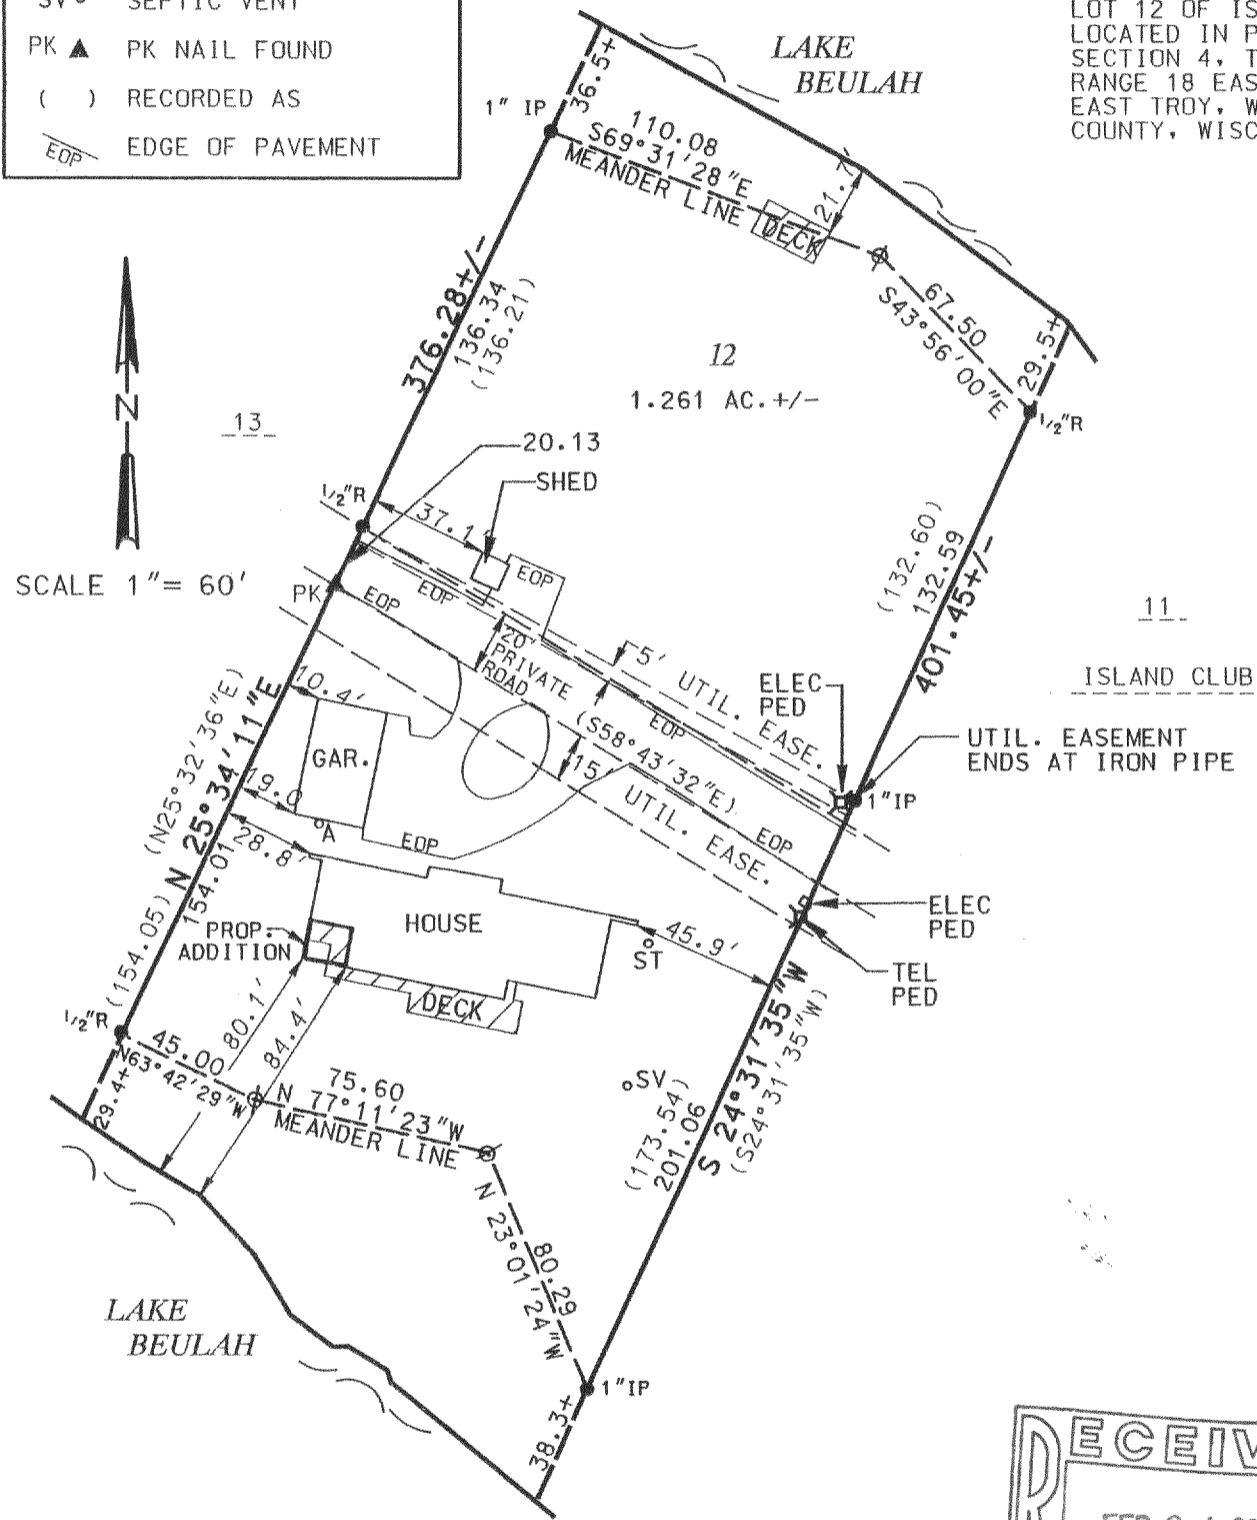 SV SEPTIC VENT
PK PK NAIL FOUND
( ) RECORDED AS
EOP EDGE OF PAVEMENT
LOT 12 OF IS
LOCATED IN P
SECTION 4, T
RANGE 18 EAS
EAST TROY, W
COUNTY, WISC
LAKE
BEULAH
36.5±
1" IP
110.08
S69°31'28"E
MEANDER LINE
DECK
21.7'
67.50
S43°56'00"E
29.5±
1/2"R
376.28+/-
136.34
(136.21)
12
1.261 AC.+/-
N
13
SCALE 1"= 60'
20.13
SHED
1/2"R
37.1'
EOP
EOP
PK
EOP
20'
PRIVATE
ROAD
5' UTIL. EASE.
(S58°43'32"E)
EOP
15'
UTIL. EASE.
EOP
ELEC
PED
(132.60)
132.59
401.45+/-
11
ISLAND CLUB
UTIL. EASEMENT
ENDS AT IRON PIPE
1"IP
10.4'
GAR.
19.0
A
EOP
28.8'
(N25°32'36"E)
N 25°34'11"E
(154.05)
154.01
HOUSE
PROP.
ADDITION
DECK
45.9'
ST
ELEC
PED
TEL
PED
1/2"R
45.00
N63°42'29"W
29.4±
80.1'
84.4'
75.60
N 77°11'23"W
MEANDER LINE
SV
(173.54)
201.06
S 24°31'35"W
(S24°31'35"W)
80.29
N 23°01'24"W
LAKE
BEULAH
1"IP
38.3±
RECEIV